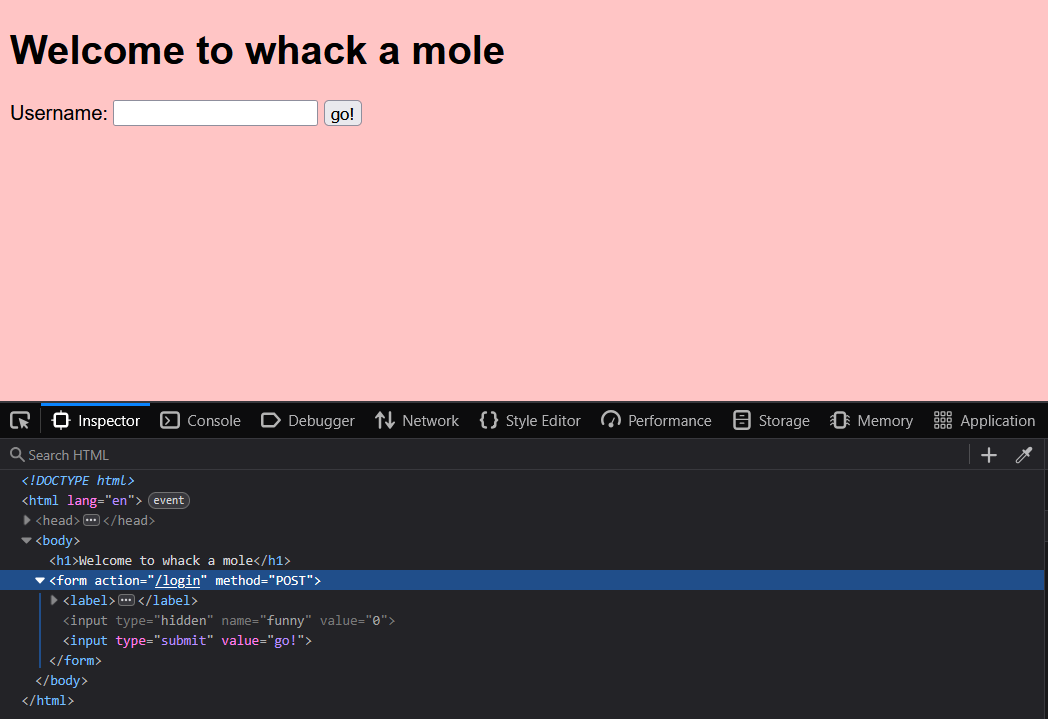 Welcome to whack a mole
Username: go!
Inspector Console Debugger Network {} Style Editor Performance Storage Memory Application
Search HTML
<!DOCTYPE html>
<html lang="en"> event
<head>···</head>
<body>
<h1>Welcome to whack a mole</h1>
<form action="/login" method="POST">
<label>···</label>
<input type="hidden" name="funny" value="0">
<input type="submit" value="go!">
</form>
</body>
</html>